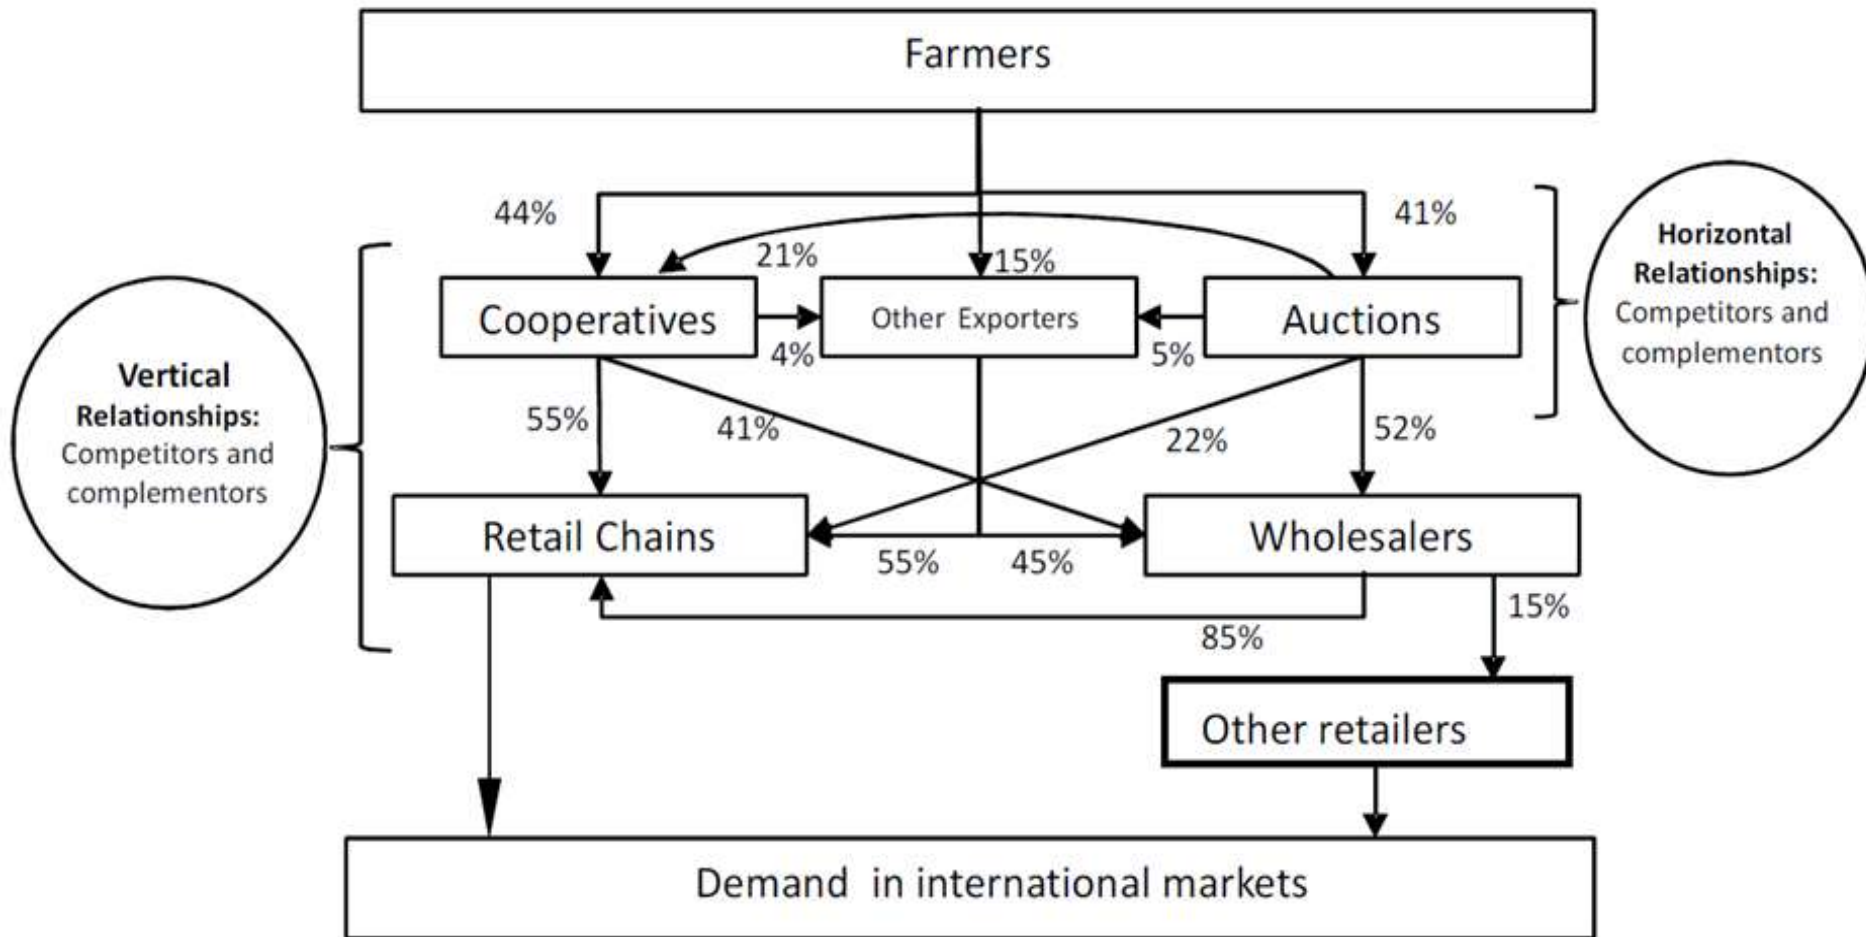 Farmers
44%
41%
21%
15%
Cooperatives
Other Exporters
Auctions
4%
5%
Horizontal
Relationships:
Competitors and
complementors
Vertical
Relationships:
Competitors and
complementors
55%
41%
22%
52%
Retail Chains
Wholesalers
55%
45%
85%
15%
Other retailers
Demand in international markets